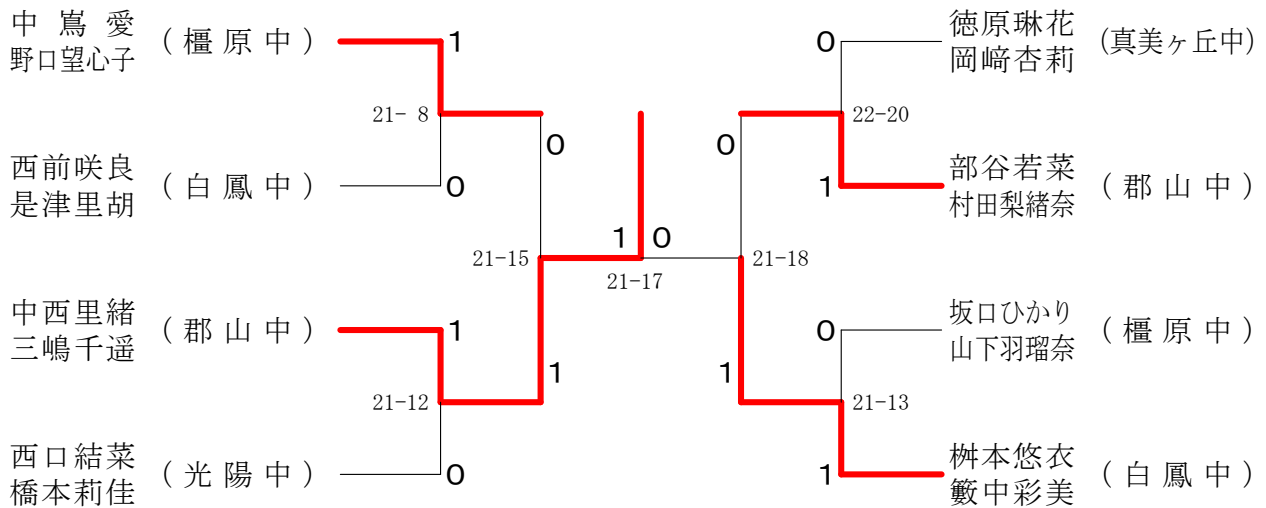 中嶌愛
野口望心子
(橿原中)
1
21- 8
西前咲良
是津里胡
(白鳳中)
0
0
21-15
中西里緒
三嶋千遥
(郡山中)
1
1
21-12
西口結菜
橋本莉佳
(光陽中)
0
1
0
21-17
徳原琳花
岡﨑杏莉
(真美ヶ丘中)
0
22-20
0
部谷若菜
村田梨緒奈
(郡山中)
1
21-18
坂口ひかり
山下羽瑠奈
(橿原中)
0
1
21-13
桝本悠衣
籔中彩美
(白鳳中)
1